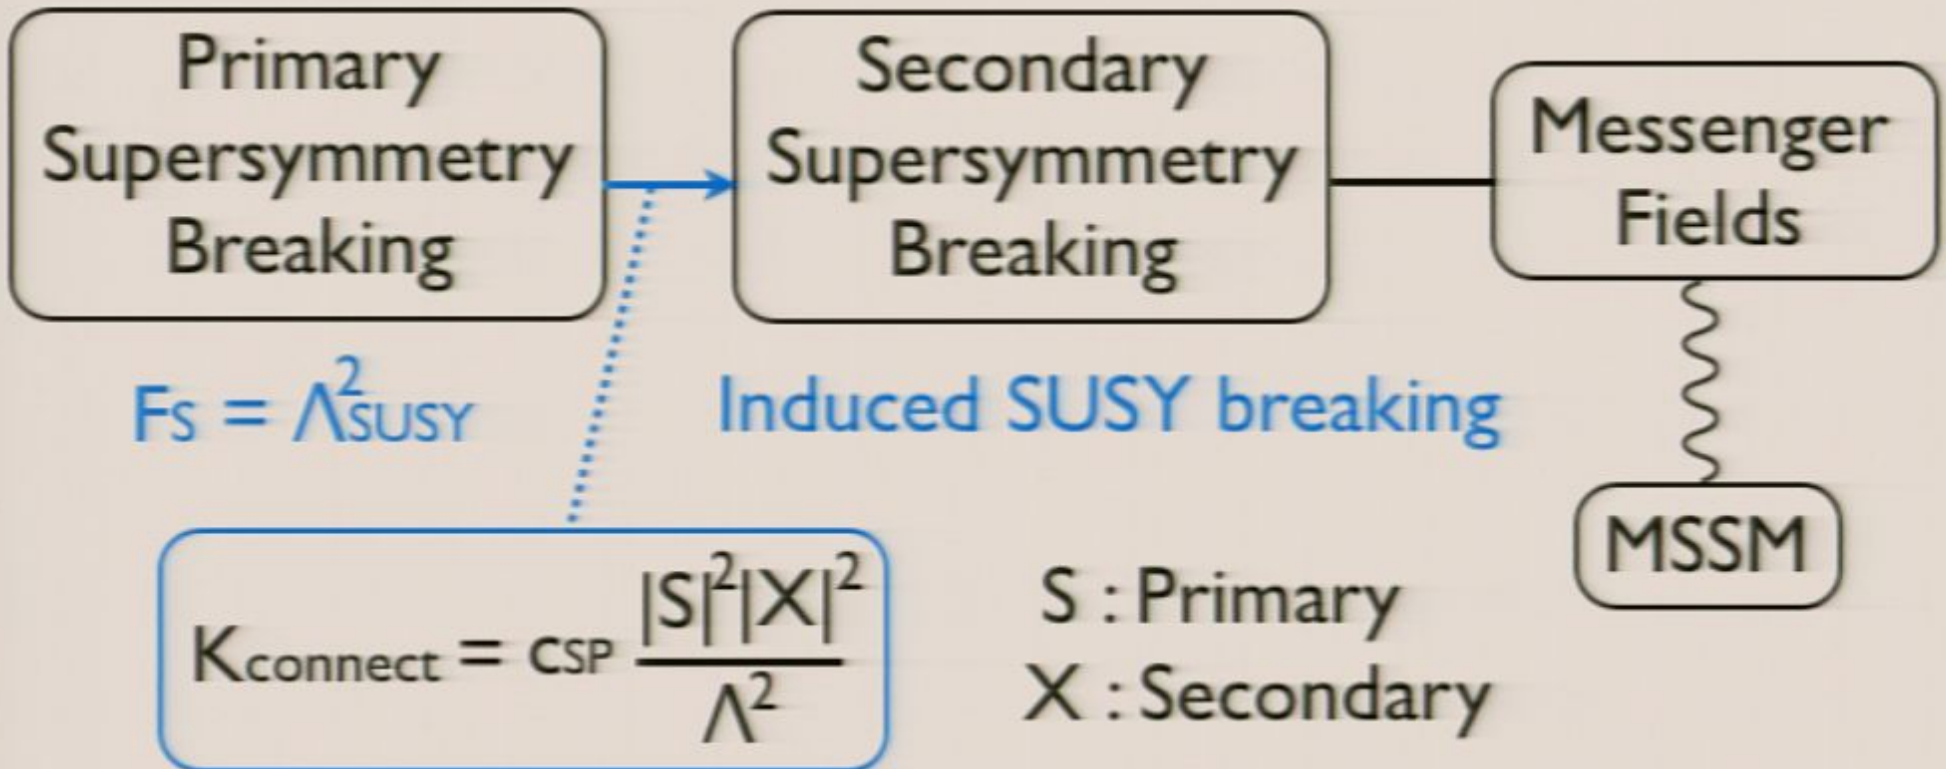 Primary
Supersymmetry
Breaking
Secondary
Supersymmetry
Breaking
Messenger
Fields
Fs = Λ²SUSY
Induced SUSY breaking
MSSM
Kconnect = cSP |S|²|X|² / Λ²
S : Primary
X : Secondary